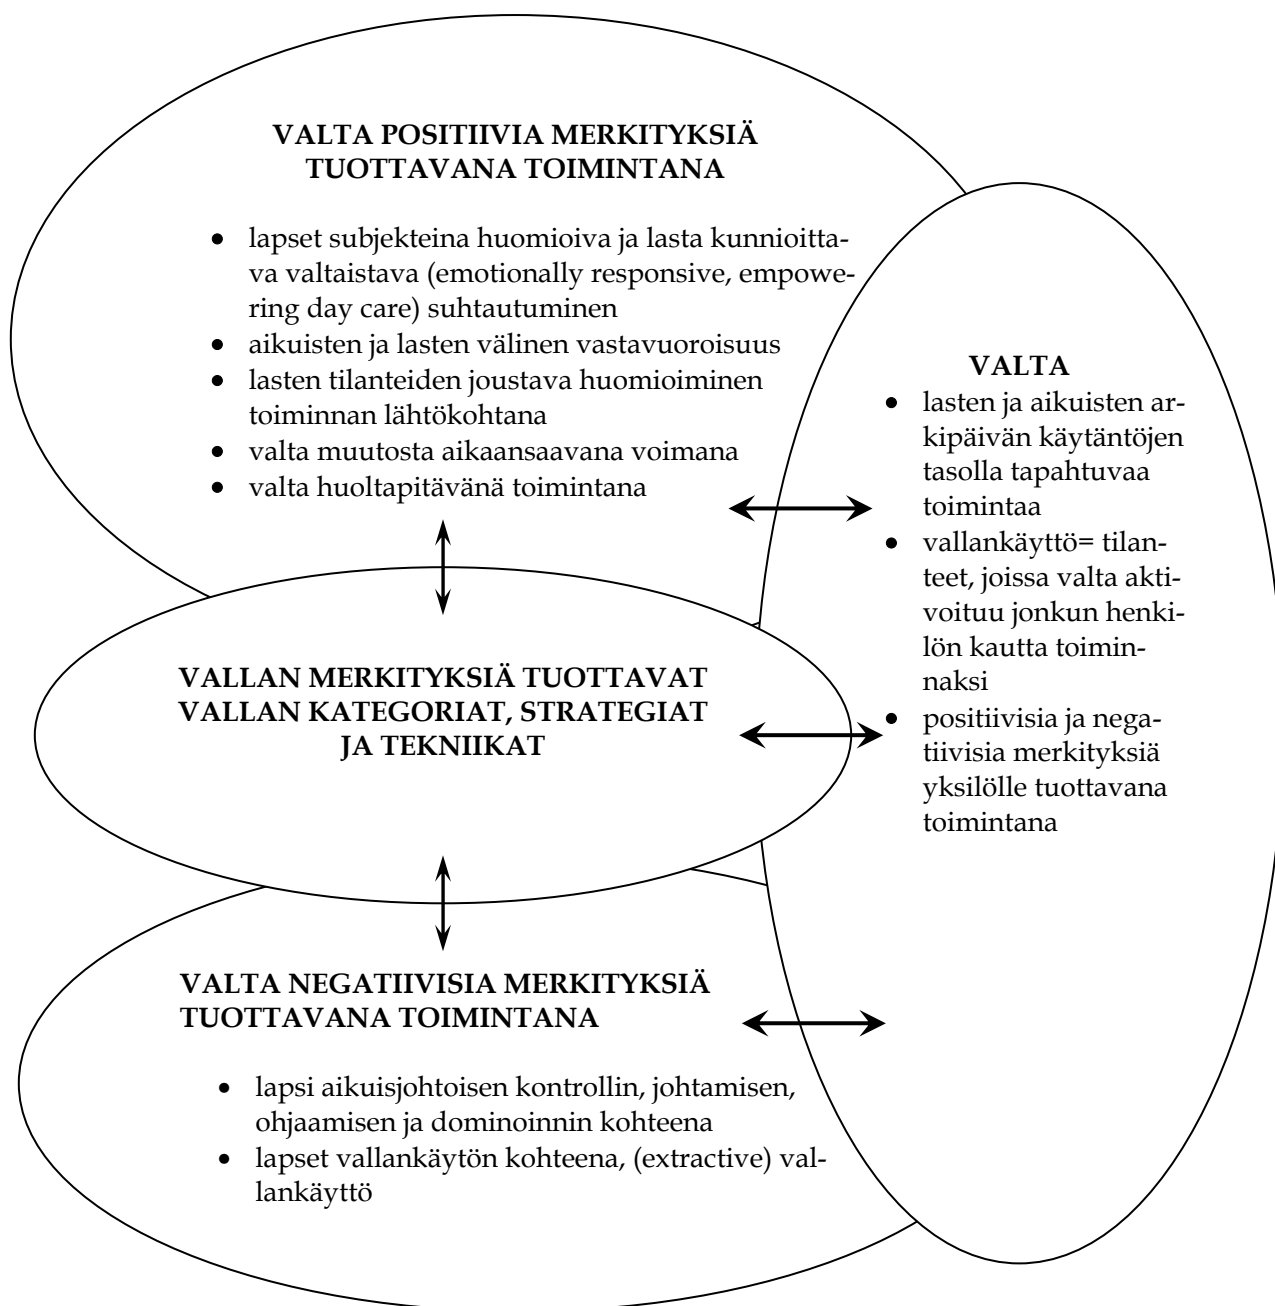 VALTA POSITIIVIA MERKITYKSIÄ
TUOTTAVANA TOIMINTANA
• lapset subjekteina huomioiva ja lasta kunnioitta-
va valtaistava (emotionally responsive, empowe-
ring day care) suhtautuminen
• aikuisten ja lasten välinen vastavuoroisuus
• lasten tilanteiden joustava huomioiminen
toiminnan lähtökohtana
• valta muutosta aikaansaavana voimana
• valta huoltapitävänä toimintana
VALTA
• lasten ja aikuisten ar-
kipäivän käytäntöjen
tasolla tapahtuvaa
toimintaa
• vallankäyttö= tilan-
teet, joissa valta akti-
voituu jonkun henki-
lön kautta toimin-
naksi
• positiivisia ja nega-
tiivisia merkityksiä
yksilölle tuottavana
toimintana
VALLAN MERKITYKSIÄ TUOTTAVAT
VALLAN KATEGORIAT, STRATEGIAT
JA TEKNIIKAT
VALTA NEGATIIVISIA MERKITYKSIÄ
TUOTTAVANA TOIMINTANA
• lapsi aikuisjohtoisen kontrollin, johtamisen,
ohjaamisen ja dominoinnin kohteena
• lapset vallankäytön kohteena, (extractive) val-
lankäyttö